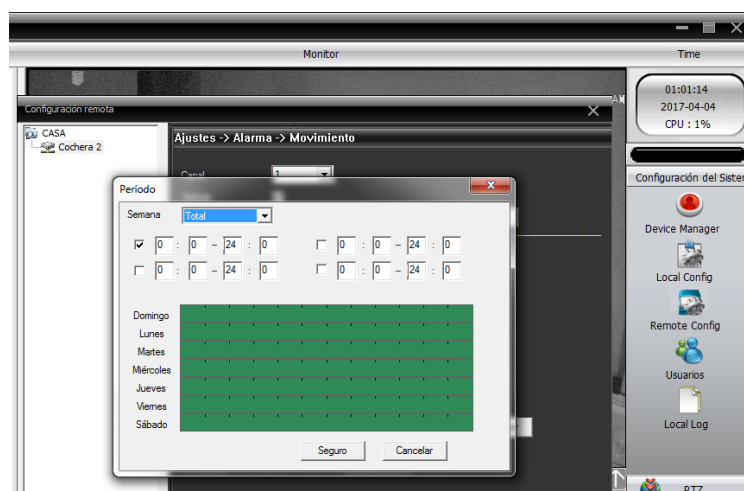 Monitor
Time
01:01:14
2017-04-04
CPU : 1%
Configuración remota
AM
CASA
Cochera 2
Ajustes -> Alarma -> Movimiento
Canal 1
Período
Semana Total
0 : 0 - 24 : 0 0 : 0 - 24 : 0
0 : 0 - 24 : 0 0 : 0 - 24 : 0
Domingo
Lunes
Martes
Miércoles
Jueves
Viernes
Sábado
Seguro Cancelar
Configuración del Sister
Device Manager
Local Config
Remote Config
Usuarios
Local Log
PTZ